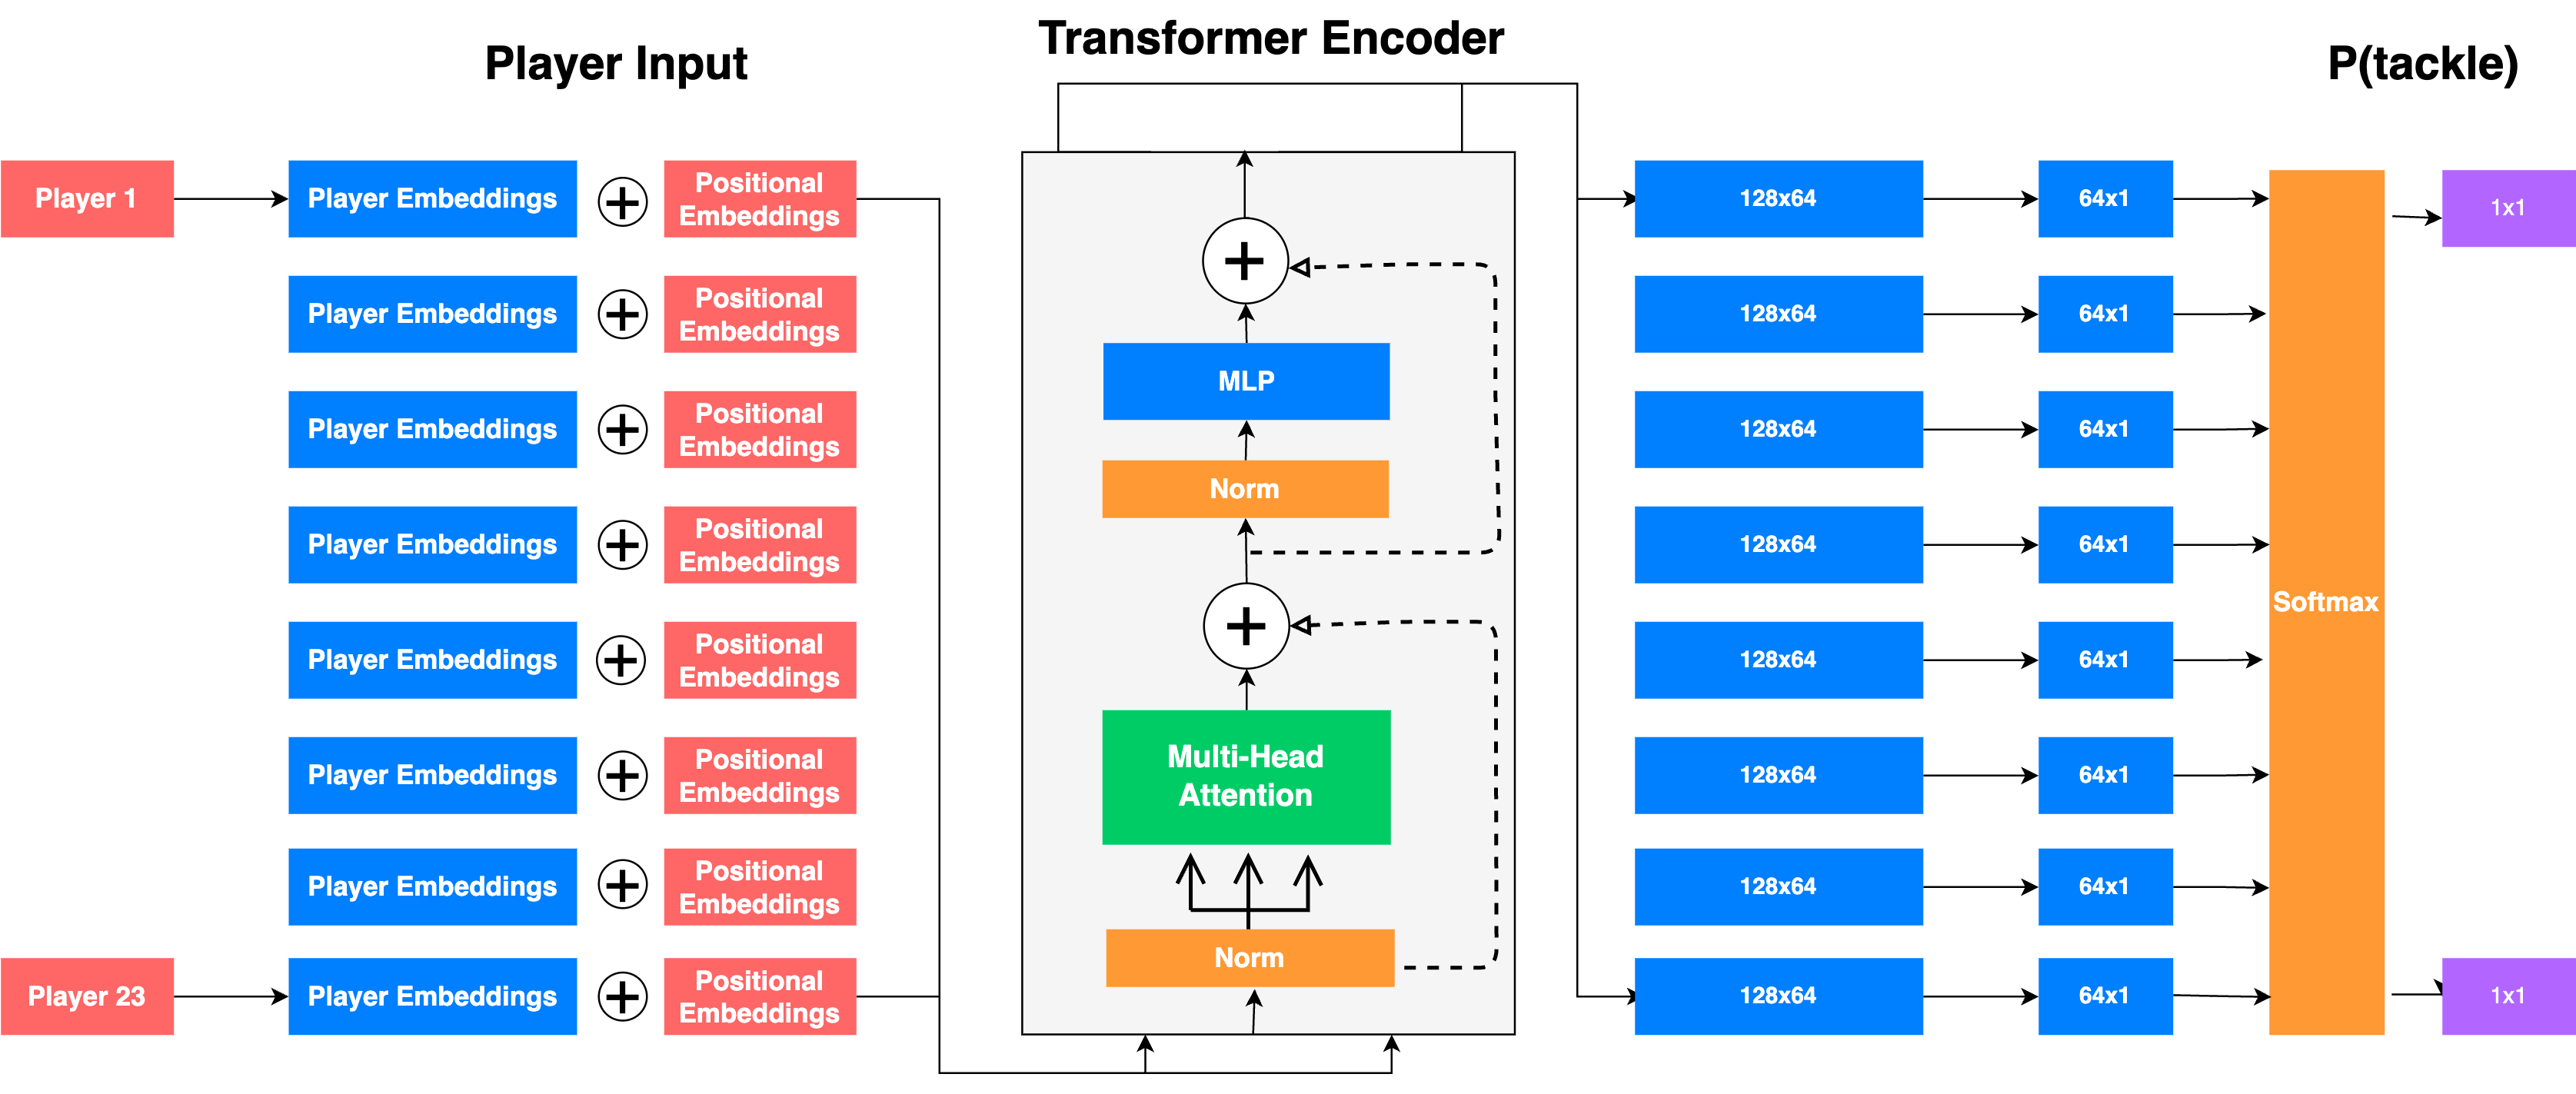 Player Input
Transformer Encoder
P(tackle)
Player 1
Player Embeddings
Positional
Embeddings
Player Embeddings
Positional
Embeddings
Player Embeddings
Positional
Embeddings
Player Embeddings
Positional
Embeddings
Player Embeddings
Positional
Embeddings
Player Embeddings
Positional
Embeddings
Player Embeddings
Positional
Embeddings
Player 23
Player Embeddings
Positional
Embeddings
MLP
Norm
Multi-Head
Attention
Norm
128x64
64x1
128x64
64x1
128x64
64x1
128x64
64x1
128x64
64x1
128x64
64x1
128x64
64x1
128x64
64x1
Softmax
1x1
1x1